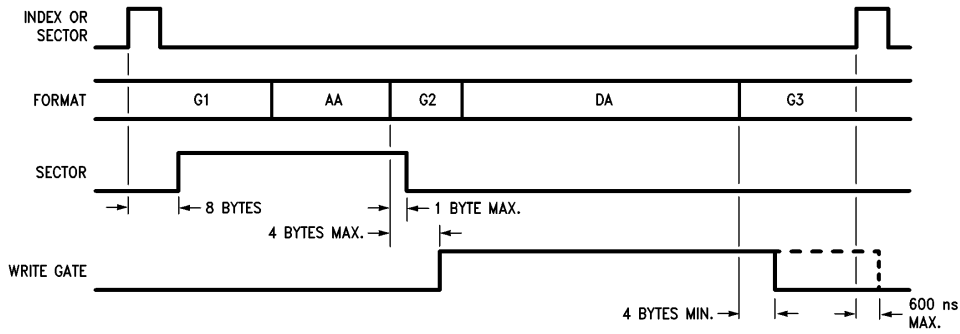 INDEX OR
SECTOR
FORMAT
G1
AA
G2
DA
G3
SECTOR
8 BYTES
1 BYTE MAX.
4 BYTES MAX.
WRITE GATE
4 BYTES MIN.
600 ns
MAX.